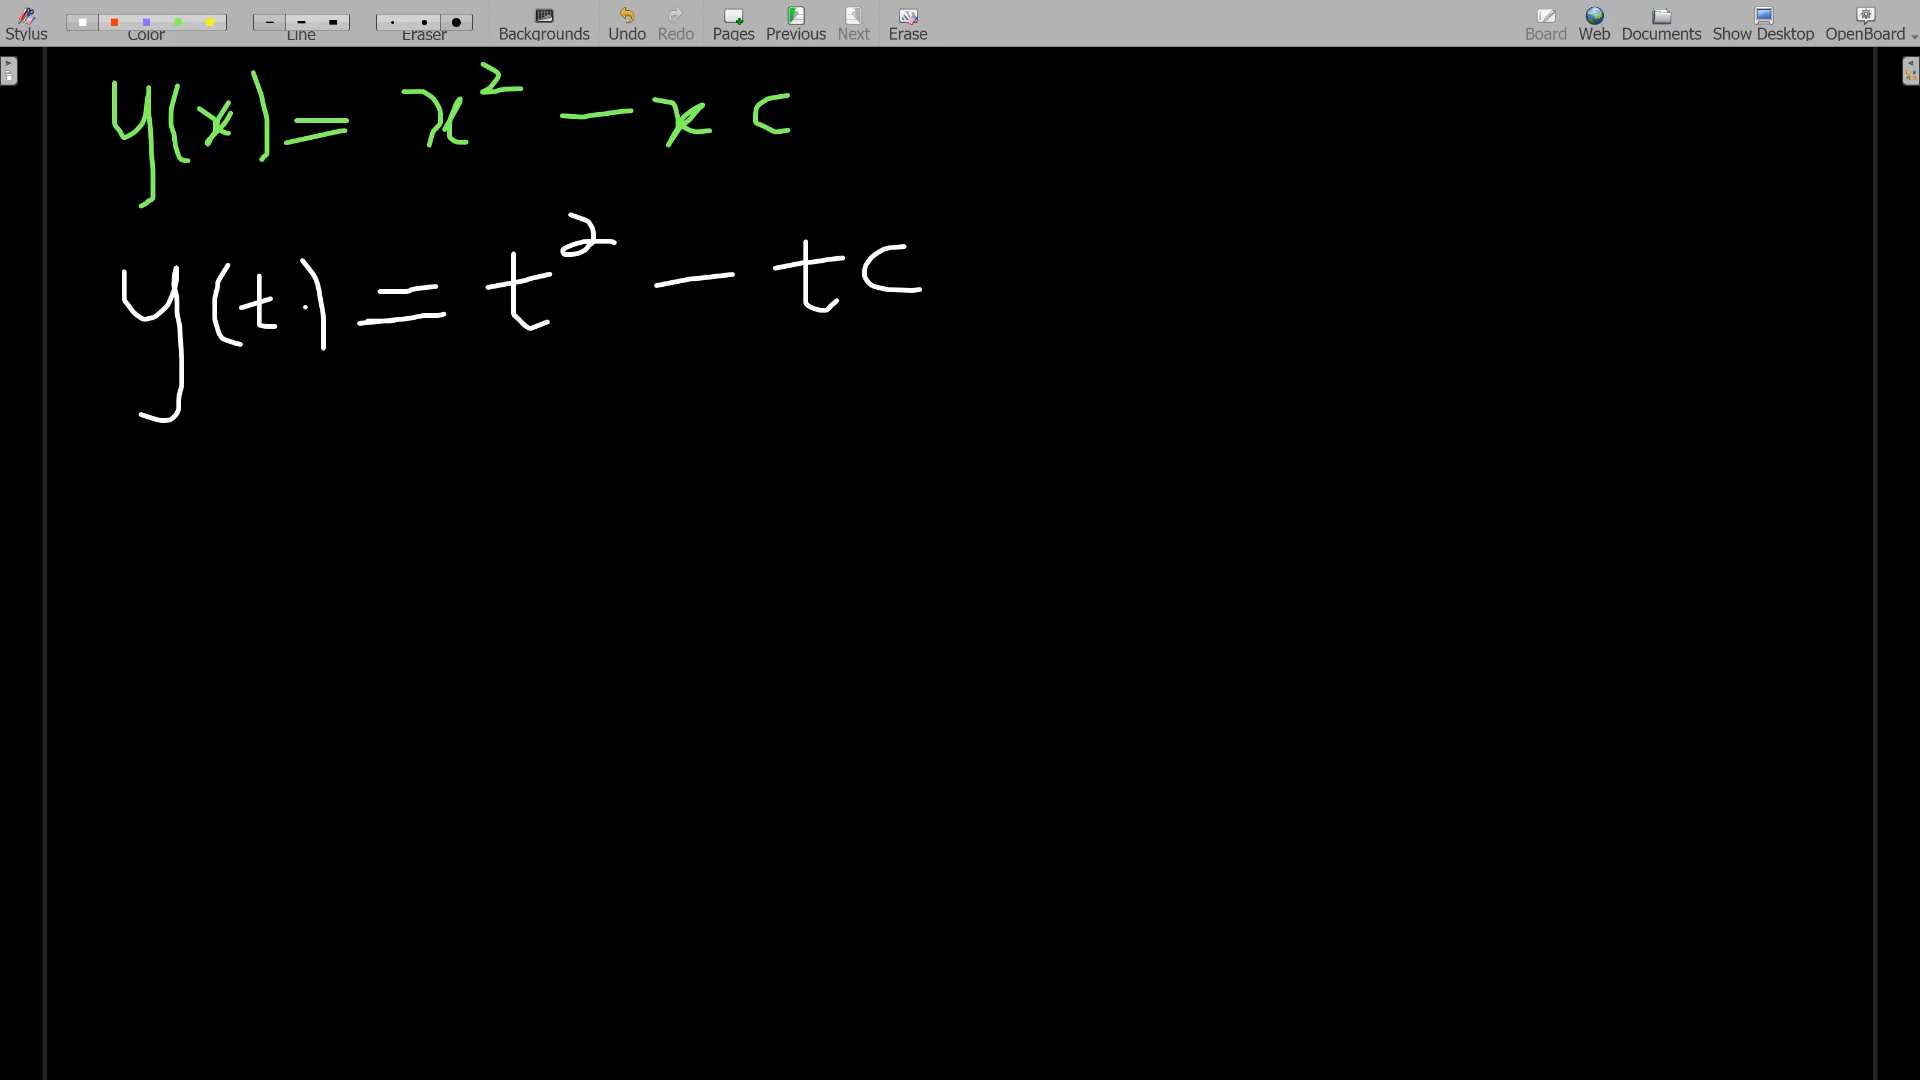 Stylus Color Line Eraser Backgrounds Undo Redo Pages Previous Next Erase Board Web Documents Show Desktop OpenBoard
y(x) = x² - x c
y(t.) = t² - t c